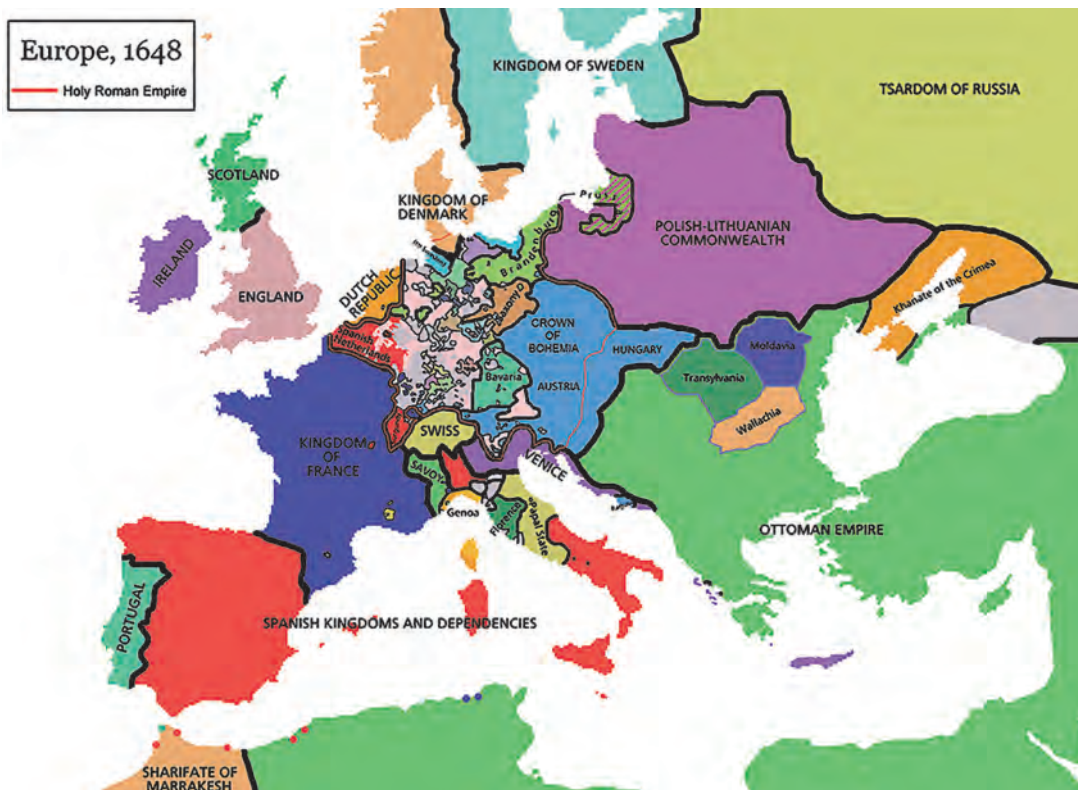 Europe, 1648
Holy Roman Empire
KINGDOM OF SWEDEN
TSARDOM OF RUSSIA
SCOTLAND
KINGDOM OF
DENMARK
Prussia
IRELAND
ENGLAND
DUTCH
REPUBLIC
Brandenburg
POLISH-LITHUANIAN
COMMONWEALTH
Khanate of the Crimea
Spanish
Netherlands
Saxony
CROWN
OF
BOHEMIA
HUNGARY
Moldavia
Bavaria
AUSTRIA
Transylvania
Wallachia
KINGDOM
OF
FRANCE
SWISS
SAVOY
VENICE
Genoa
Florence
Papal State
OTTOMAN EMPIRE
PORTUGAL
SPANISH KINGDOMS AND DEPENDENCIES
SHARIFATE OF
MARRAKESH